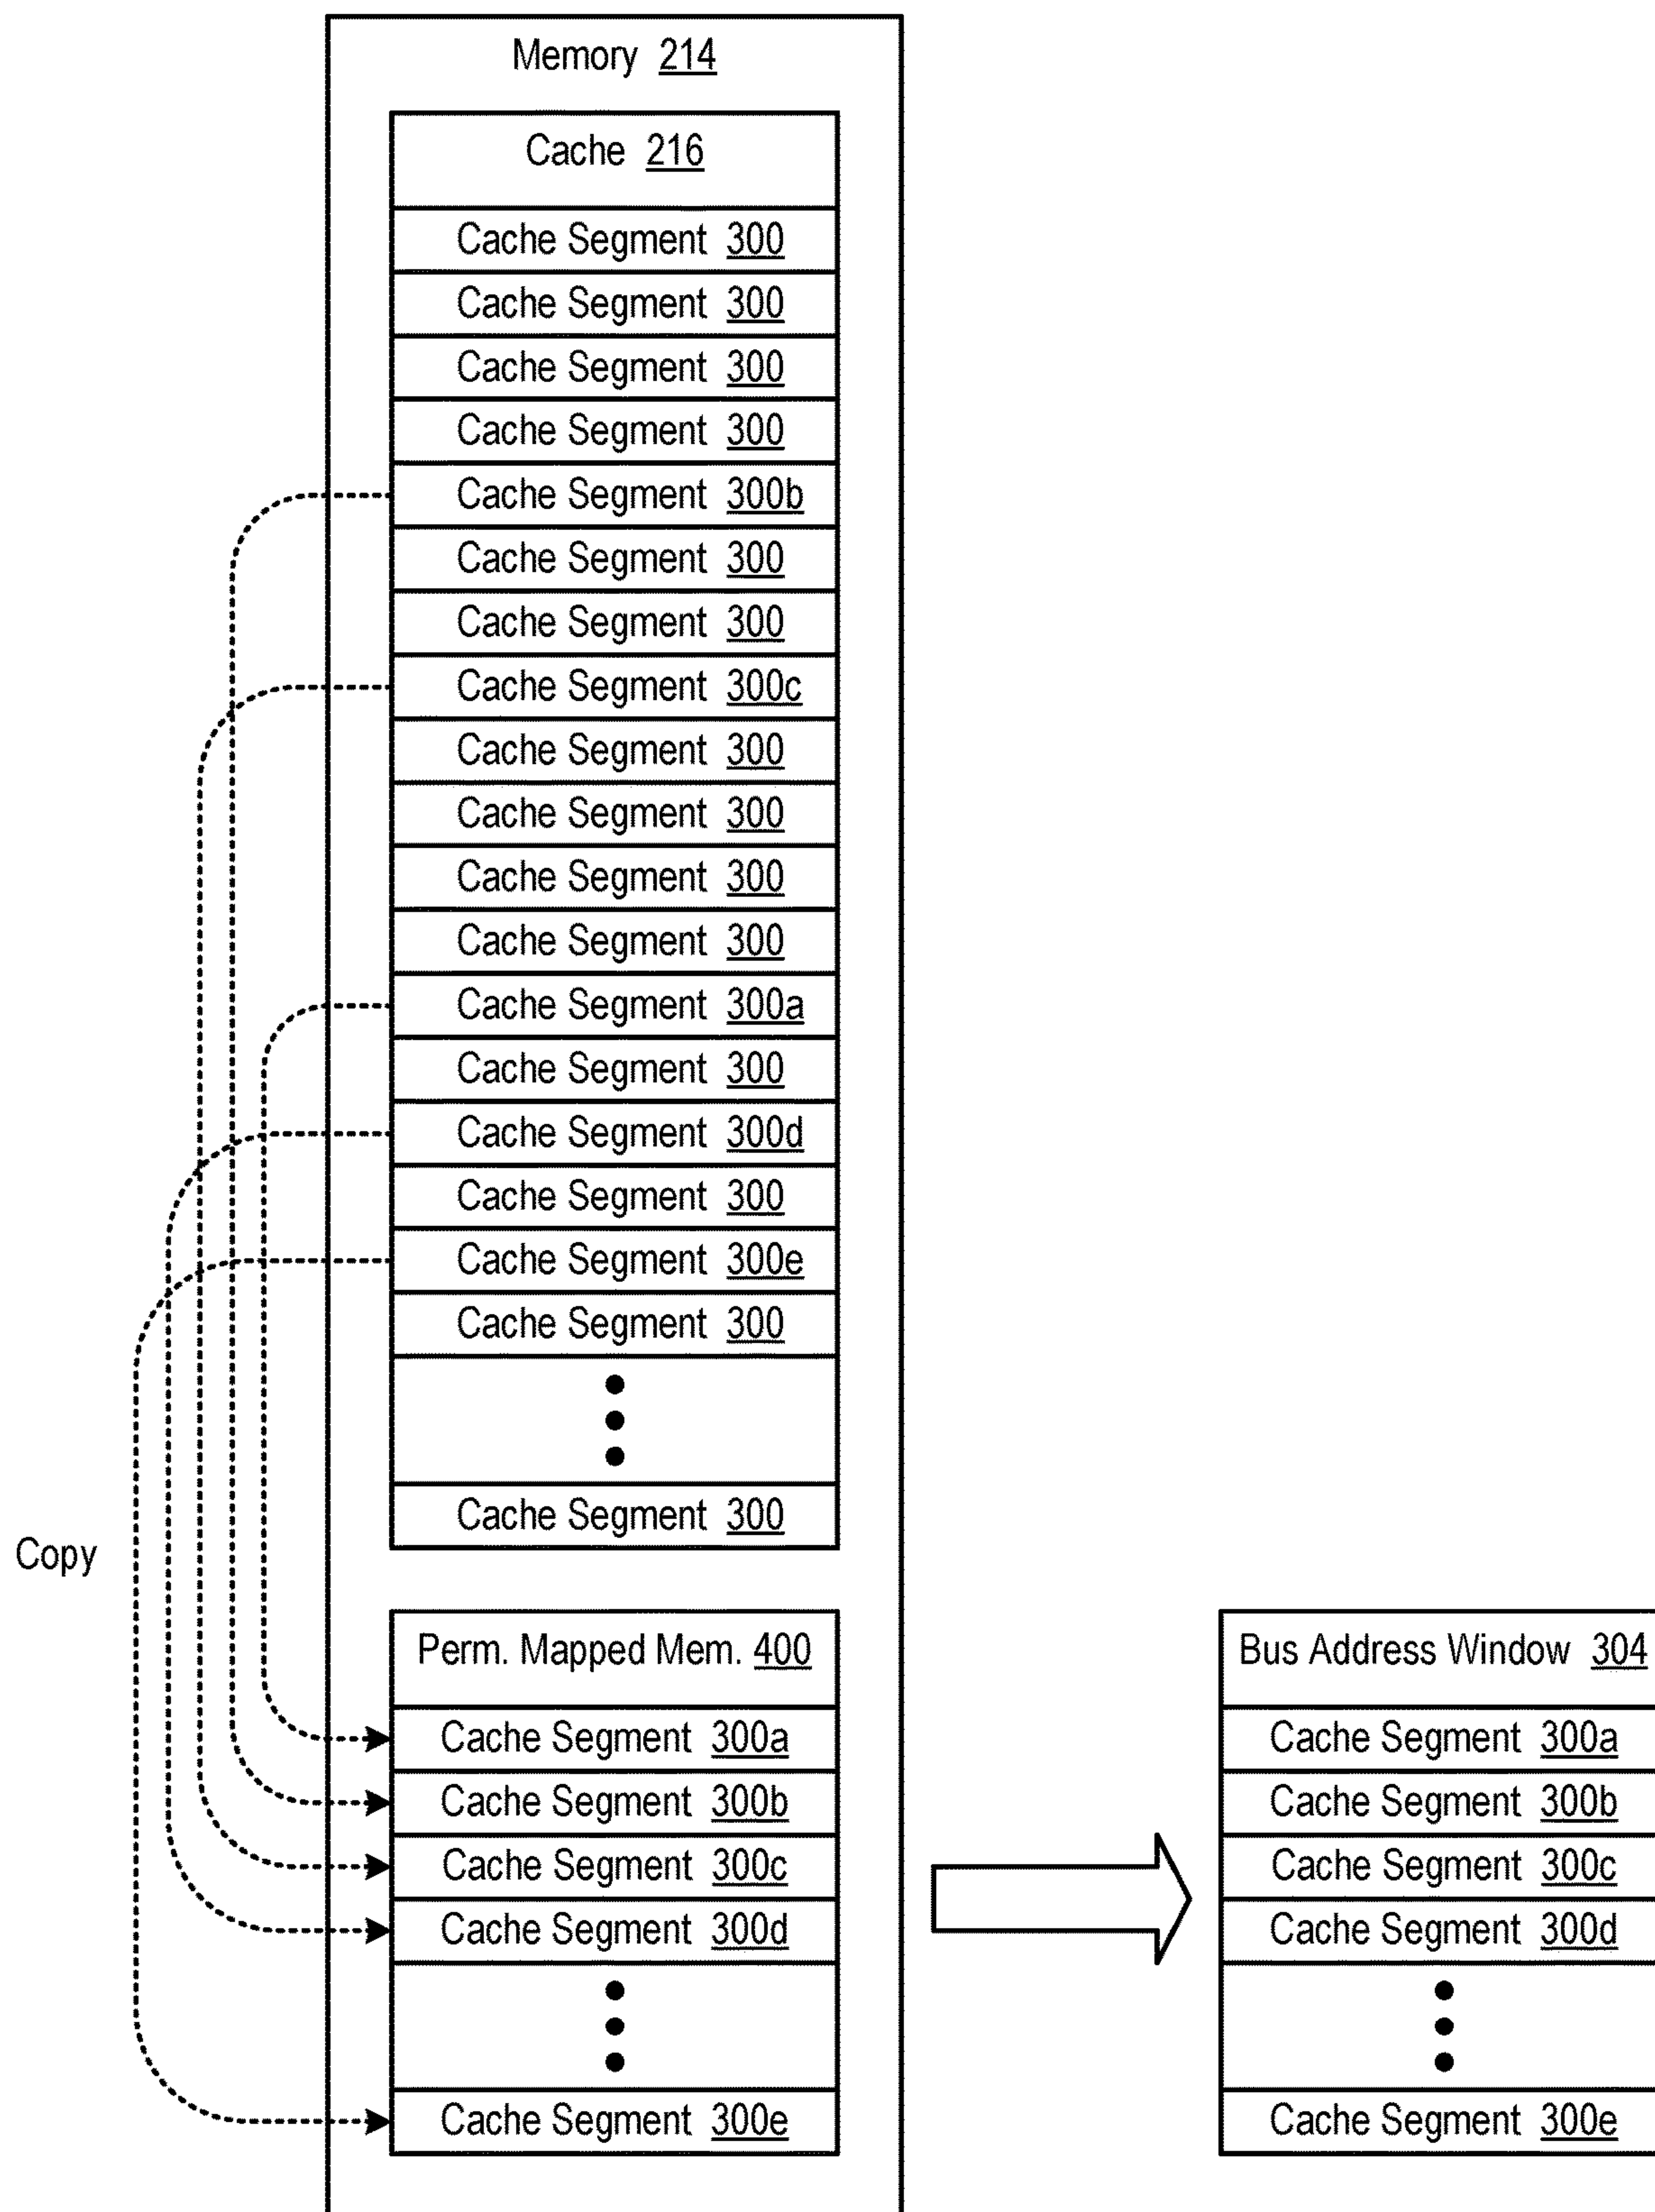 Memory 214
Cache 216
Cache Segment 300
Cache Segment 300
Cache Segment 300
Cache Segment 300
Cache Segment 300b
Cache Segment 300
Cache Segment 300
Cache Segment 300c
Cache Segment 300
Cache Segment 300
Cache Segment 300
Cache Segment 300
Cache Segment 300a
Cache Segment 300
Cache Segment 300d
Cache Segment 300
Cache Segment 300e
Cache Segment 300
Cache Segment 300
Copy
Perm. Mapped Mem. 400
Cache Segment 300a
Cache Segment 300b
Cache Segment 300c
Cache Segment 300d
Cache Segment 300e
Bus Address Window 304
Cache Segment 300a
Cache Segment 300b
Cache Segment 300c
Cache Segment 300d
Cache Segment 300e